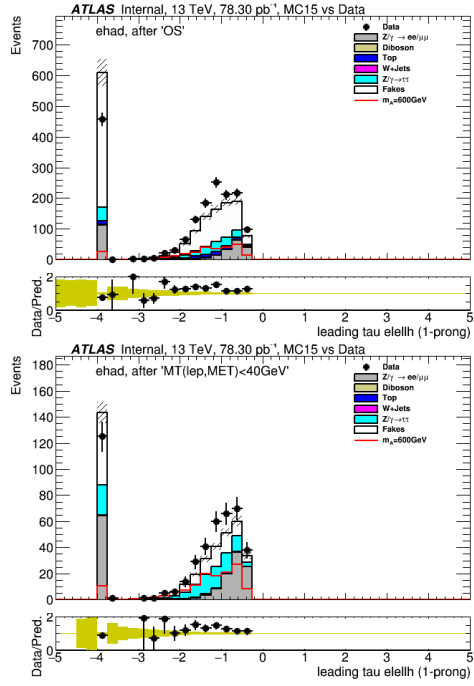 ATLAS Internal, 13 TeV, 78.30 pb⁻¹, MC15 vs Data
Events
ehad, after 'OS'
Data
Z/γ → ee/μμ
Diboson
Top
W+Jets
Z/γ→ττ
Fakes
m_A=600GeV
700
600
500
400
300
200
100
0
Data/Pred.
2
1
0
−5 −4 −3 −2 −1 0 1 2 3 4 5
leading tau elellh (1-prong)
ATLAS Internal, 13 TeV, 78.30 pb⁻¹, MC15 vs Data
Events
ehad, after 'MT(lep,MET)<40GeV'
Data
Z/γ → ee/μμ
Diboson
Top
W+Jets
Z/γ→ττ
Fakes
m_A=600GeV
180
160
140
120
100
80
60
40
20
0
Data/Pred.
2
1
0
−5 −4 −3 −2 −1 0 1 2 3 4 5
leading tau elellh (1-prong)